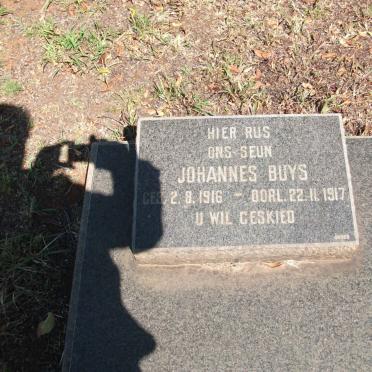 HIER RUS
ONS SEUN
JOHANNES BUYS
GEB. 2.8.1916 - OORL. 22.11.1917
U WIL GESKIED